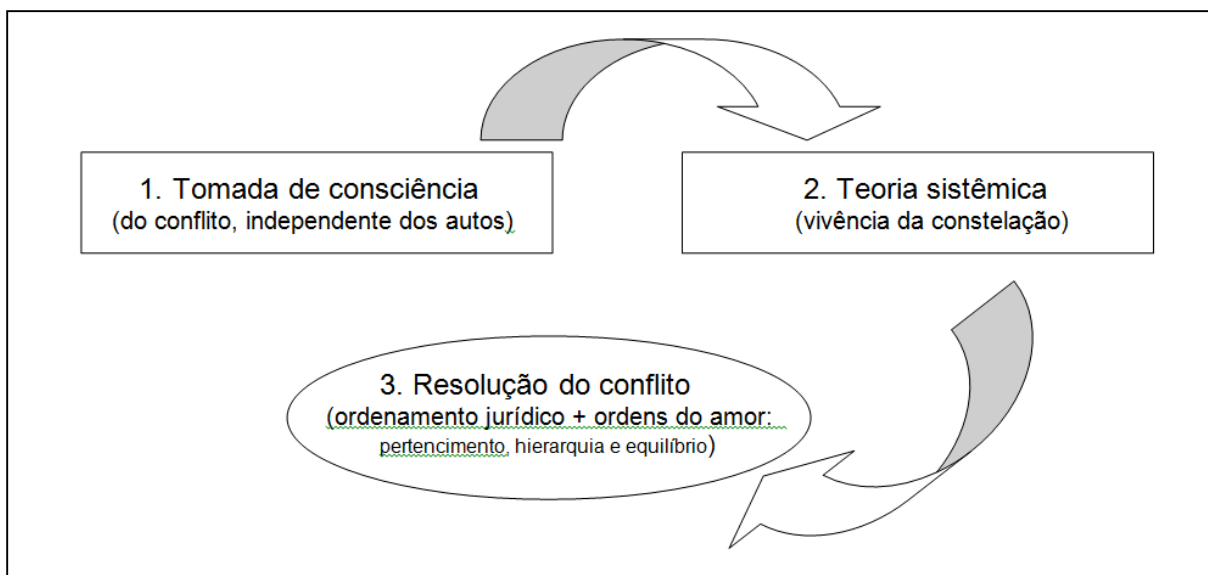 1. Tomada de consciência
(do conflito, independente dos autos)
2. Teoria sistêmica
(vivência da constelação)
3. Resolução do conflito
(ordenamento jurídico + ordens do amor:
pertencimento, hierarquia e equilíbrio)